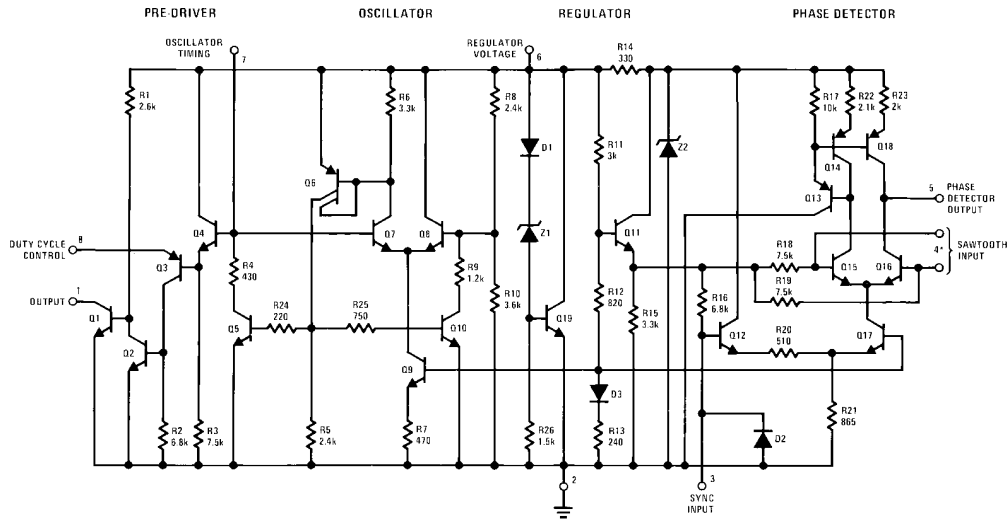 PRE-DRIVER
OSCILLATOR
REGULATOR
PHASE DETECTOR
OSCILLATOR
TIMING
7
REGULATOR
VOLTAGE
6
R14
330
R1
2.6k
R6
3.3k
R8
2.4k
D1
R11
3k
Z2
R17
10k
R22
2.1k
R23
2k
Q14
Q18
Q6
Q13
5
PHASE
DETECTOR
OUTPUT
8
DUTY CYCLE
CONTROL
Q3
Q4
Q7
Q8
Z1
Q11
R18
7.5k
4*
SAWTOOTH
INPUT
R4
430
R9
1.2k
R19
7.5k
Q15
Q16
1
OUTPUT
Q1
Q2
Q5
R24
220
R25
750
Q10
R10
3.6k
Q19
R12
820
R15
3.3k
R16
6.8k
Q12
R20
510
Q17
Q9
D3
R2
6.8k
R3
7.5k
R5
2.4k
R7
470
R26
1.5k
R13
240
D2
R21
865
2
3
SYNC
INPUT